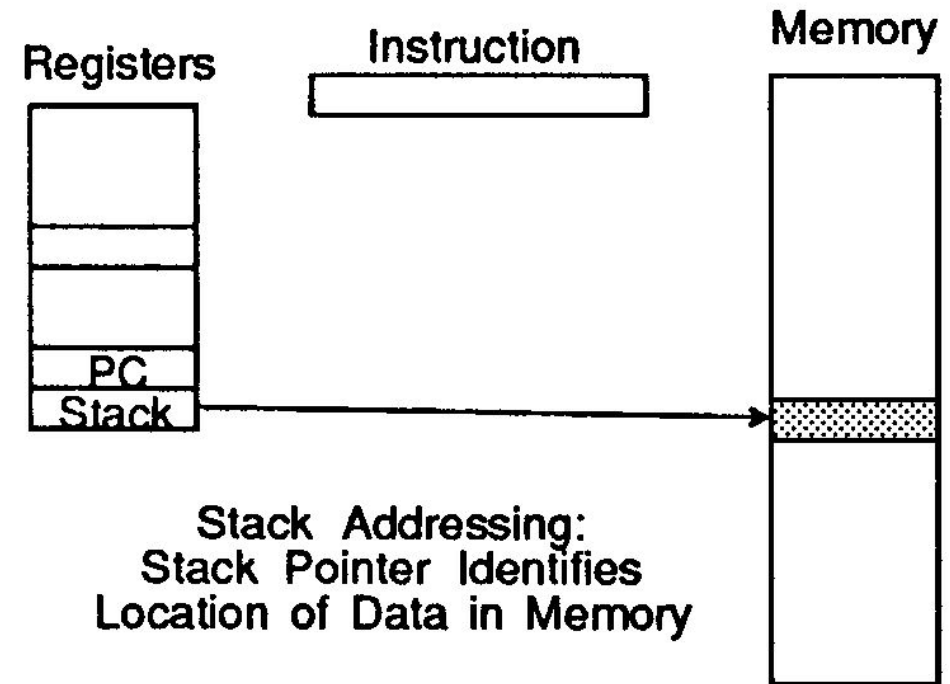 Registers
Instruction
Memory
PC
Stack
Stack Addressing:
Stack Pointer Identifies
Location of Data in Memory